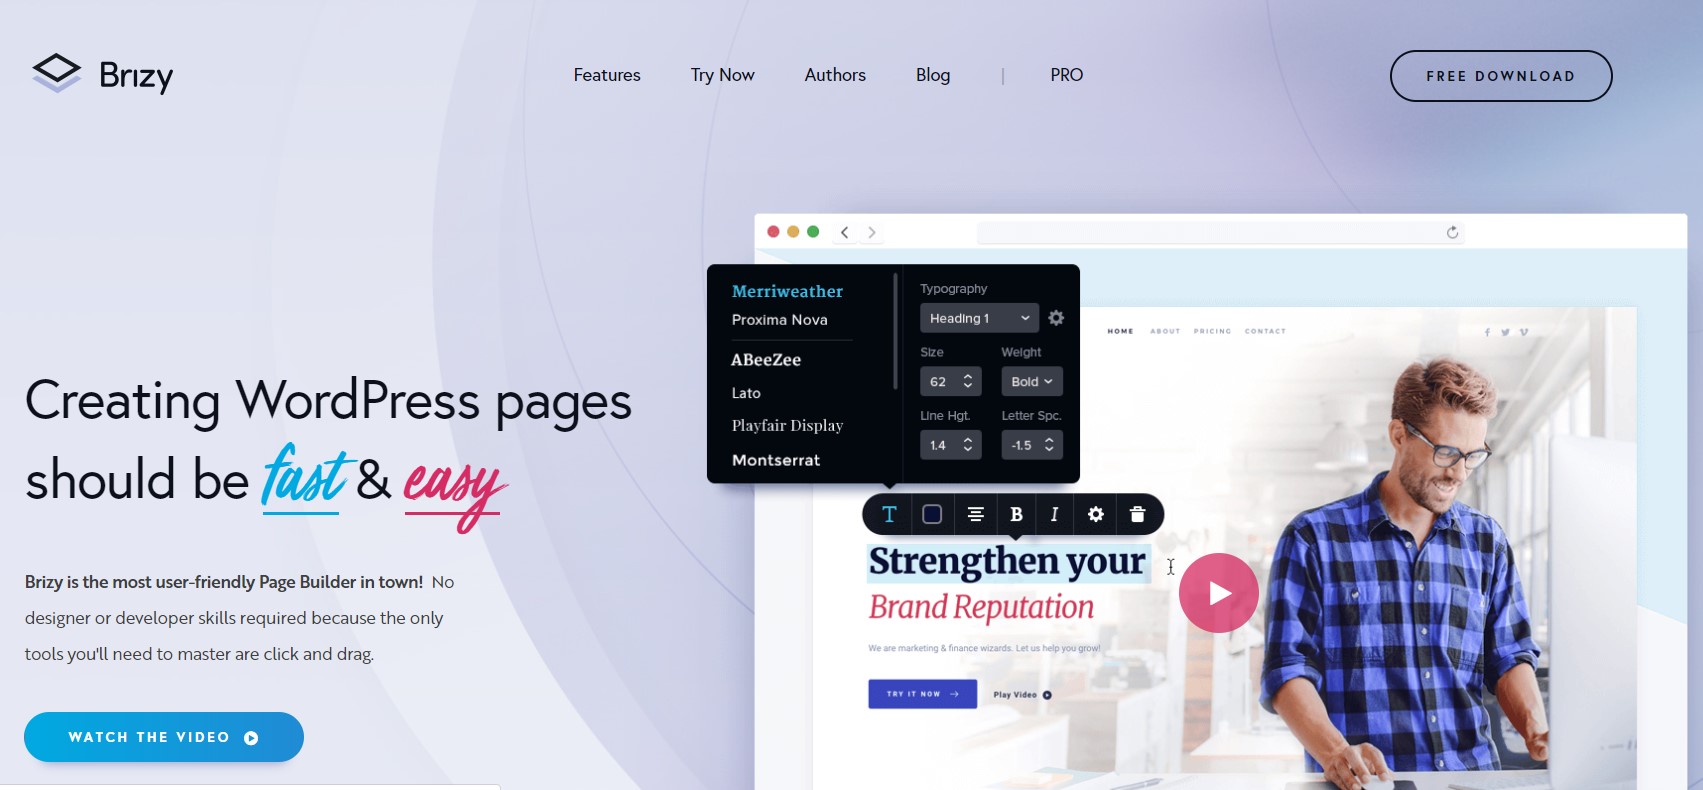 Brizy
Features
Try Now
Authors
Blog
|
PRO
FREE DOWNLOAD
Creating WordPress pages
should be fast & easy
Brizy is the most user-friendly Page Builder in town! No
designer or developer skills required because the only
tools you'll need to master are click and drag.
WATCH THE VIDEO
Merriweather
Proxima Nova
ABeeZee
Lato
Playfair Display
Montserrat
Typography
Heading 1
Size
Weight
62
Bold
Line Hgt.
Letter Spc.
1.4
-1.5
HOME
ABOUT
PRICING
CONTACT
T
B
I
Strengthen your
Brand Reputation
We are marketing & finance wizards. Let us help you grow!
TRY IT NOW
Play Video